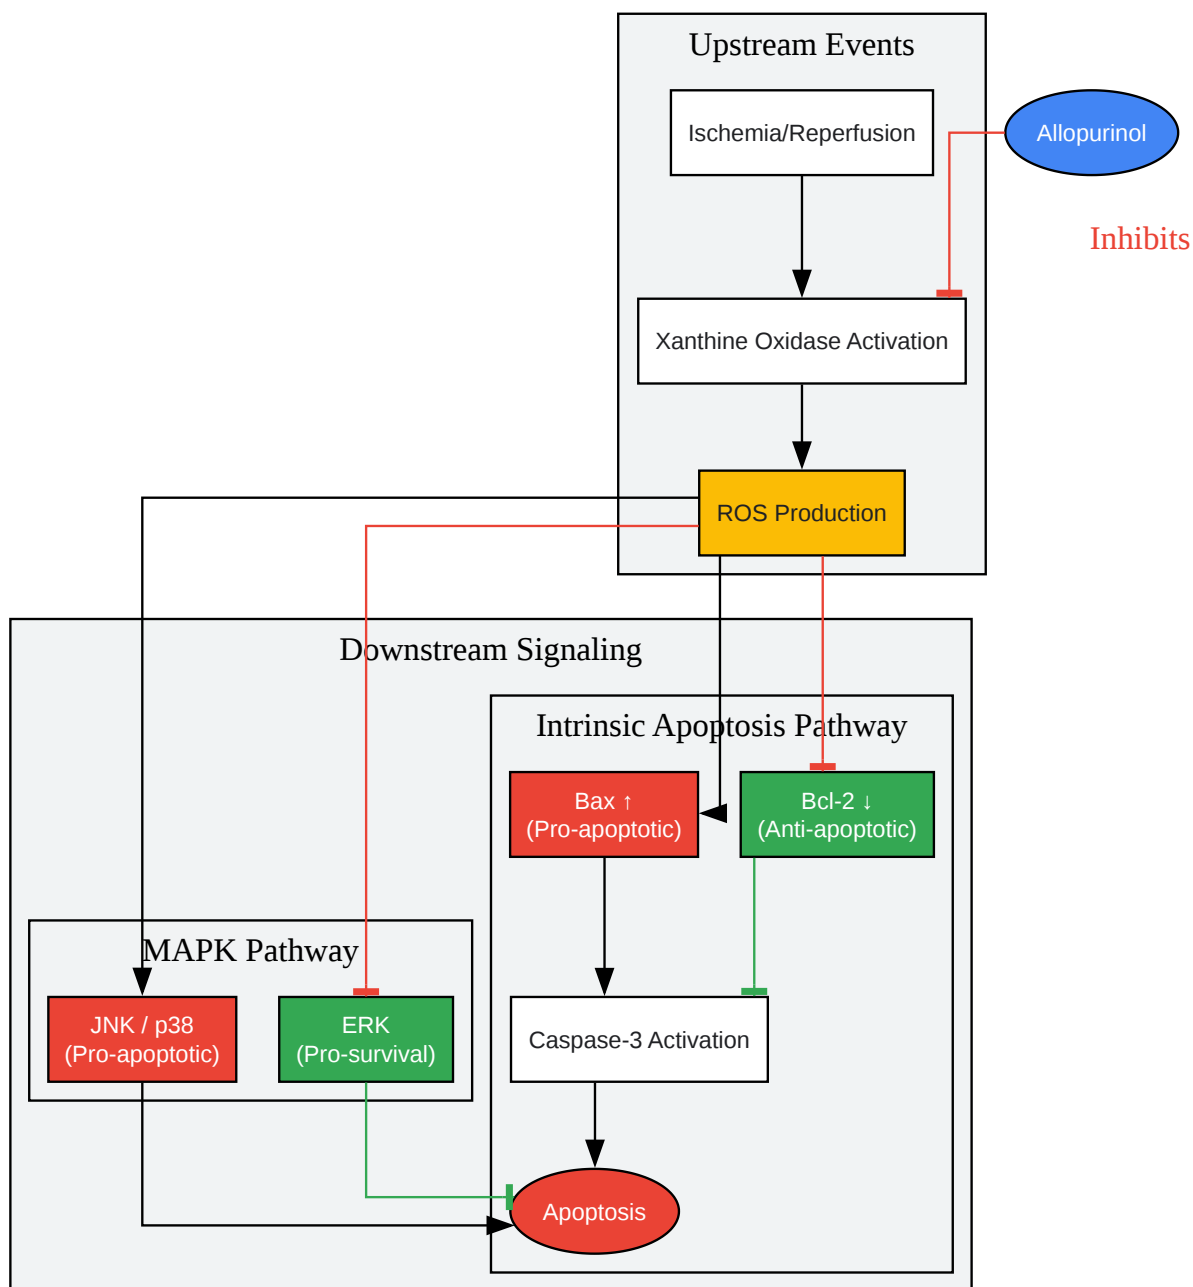 Upstream Events
Ischemia/Reperfusion
Allopurinol
Inhibits
Xanthine Oxidase Activation
ROS Production
Downstream Signaling
Intrinsic Apoptosis Pathway
Bax ↑
(Pro-apoptotic)
Bcl-2 ↓
(Anti-apoptotic)
MAPK Pathway
JNK / p38
(Pro-apoptotic)
ERK
(Pro-survival)
Caspase-3 Activation
Apoptosis